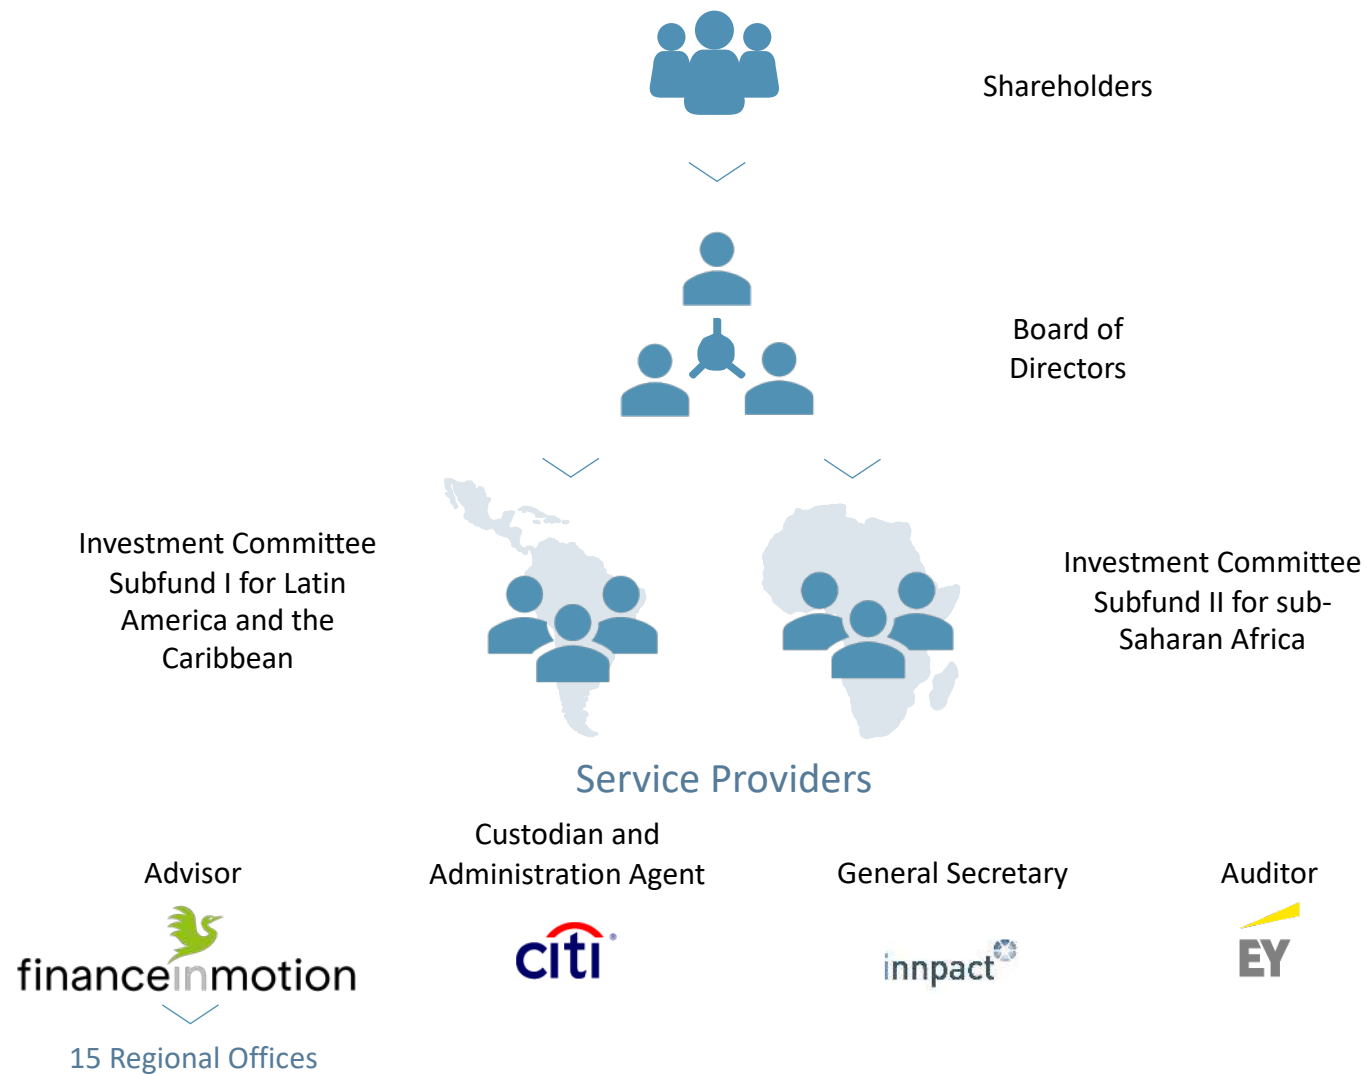 Shareholders
Board of
Directors
Investment Committee
Subfund I for Latin
America and the
Caribbean
Investment Committee
Subfund II for sub-
Saharan Africa
Service Providers
Advisor
financeinmotion
Custodian and
Administration Agent
citi®
General Secretary
innpact
Auditor
EY
15 Regional Offices